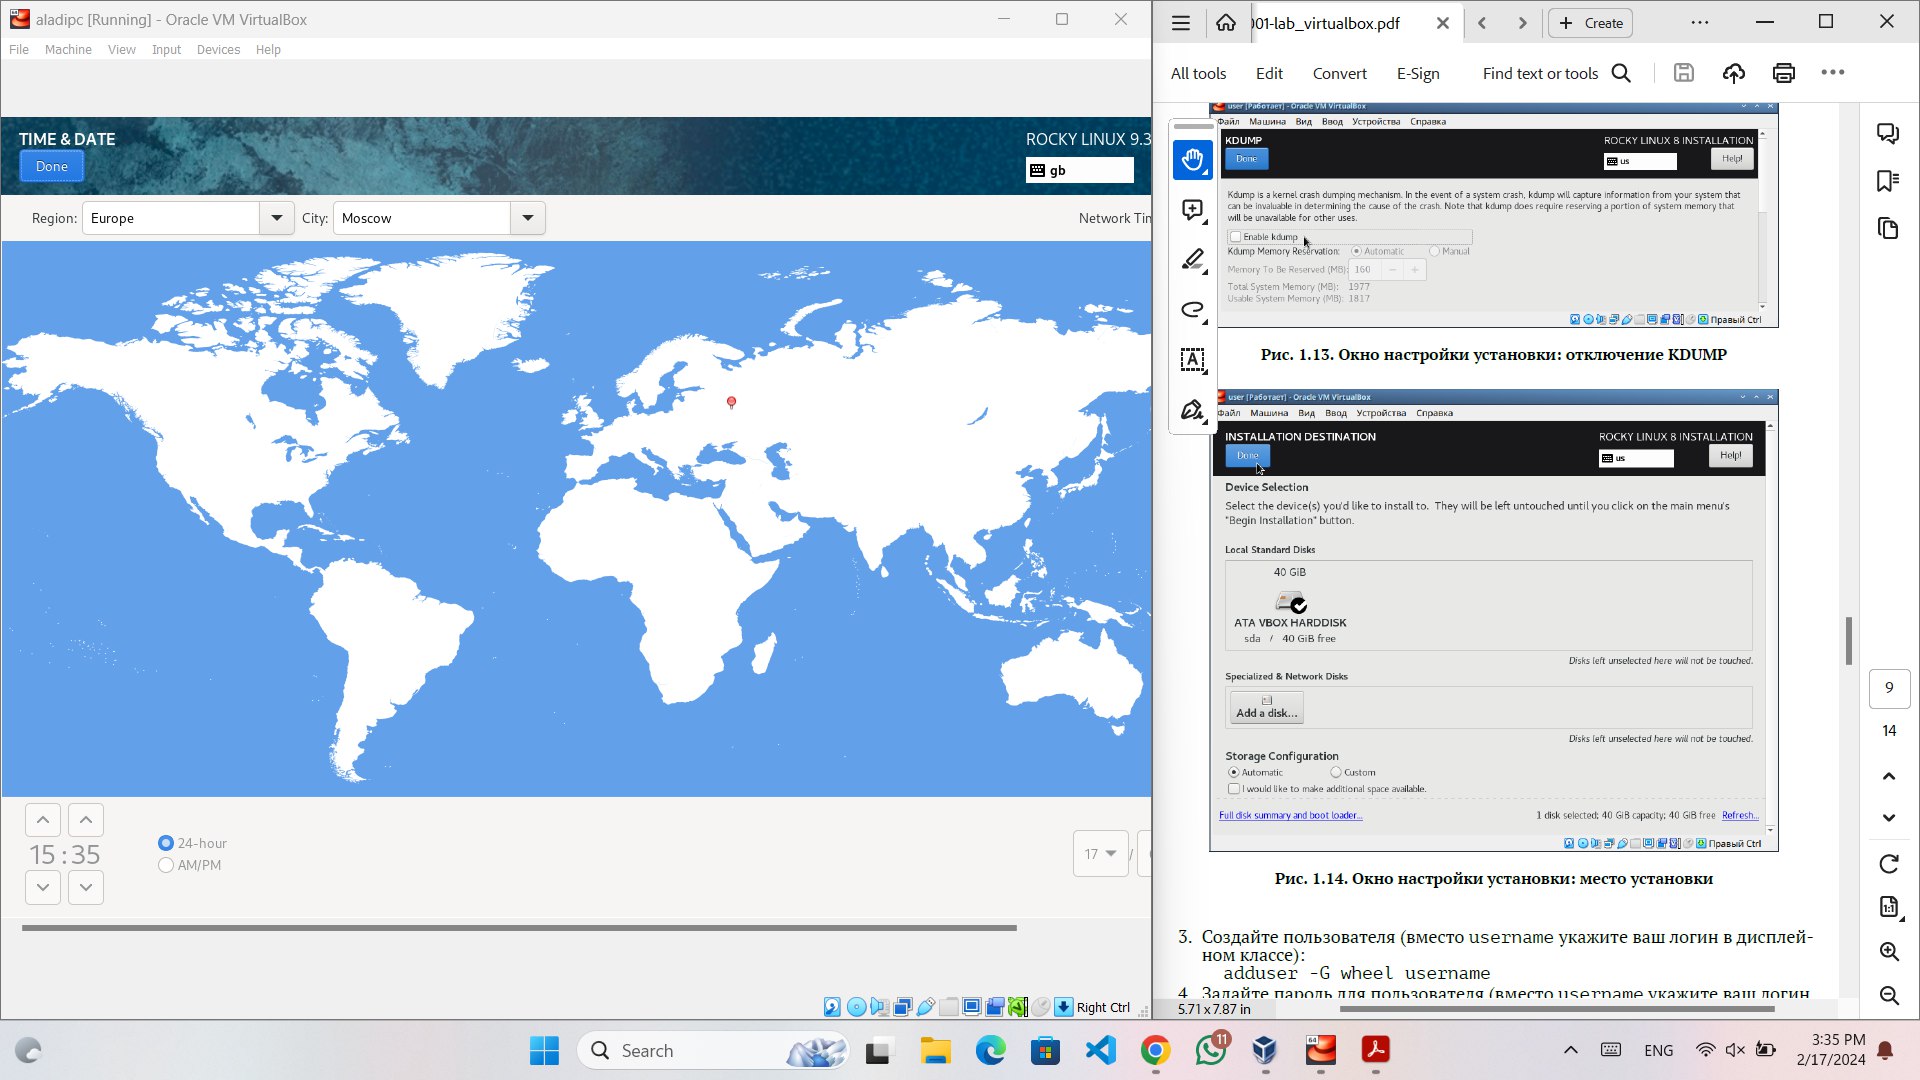 aladipc [Running] - Oracle VM VirtualBox
File Machine View Input Devices Help
TIME & DATE
Done
ROCKY LINUX 9.3
gb
Region: Europe City: Moscow Network Tin
15 : 35
24-hour
AM/PM
17 /
Right Ctrl
001-lab_virtualbox.pdf
Create
All tools Edit Convert E-Sign Find text or tools
user [Работает] - Oracle VM VirtualBox
Файл Машина Вид Ввод Устройства Справка
KDUMP
Done
ROCKY LINUX 8 INSTALLATION
us
Help!
Kdump is a kernel crash dumping mechanism. In the event of a system crash, kdump will capture information from your system that
can be invaluable in determining the cause of the crash. Note that kdump does require reserving a portion of system memory that
will be unavailable for other uses.
Enable kdump
Kdump Memory Reservation: Automatic Manual
Memory To Be Reserved (MB): 160 − +
Total System Memory (MB): 1977
Usable System Memory (MB): 1817
Правый Ctrl
Рис. 1.13. Окно настройки установки: отключение KDUMP
user [Работает] - Oracle VM VirtualBox
Файл Машина Вид Ввод Устройства Справка
INSTALLATION DESTINATION
Done
ROCKY LINUX 8 INSTALLATION
us
Help!
Device Selection
Select the device(s) you'd like to install to. They will be left untouched until you click on the main menu's
"Begin Installation" button.
Local Standard Disks
40 GiB
ATA VBOX HARDDISK
sda / 40 GiB free
Disks left unselected here will not be touched.
Specialized & Network Disks
Add a disk...
Disks left unselected here will not be touched.
Storage Configuration
Automatic Custom
I would like to make additional space available.
Full disk summary and boot loader... 1 disk selected; 40 GiB capacity; 40 GiB free Refresh...
Правый Ctrl
Рис. 1.14. Окно настройки установки: место установки
3. Создайте пользователя (вместо username укажите ваш логин в дисплей-
ном классе):
adduser -G wheel username
4. Задайте пароль для пользователя (вместо username укажите ваш логин
5.71 x 7.87 in
9
14
1:1
Search
11
64
ENG
3:35 PM
2/17/2024